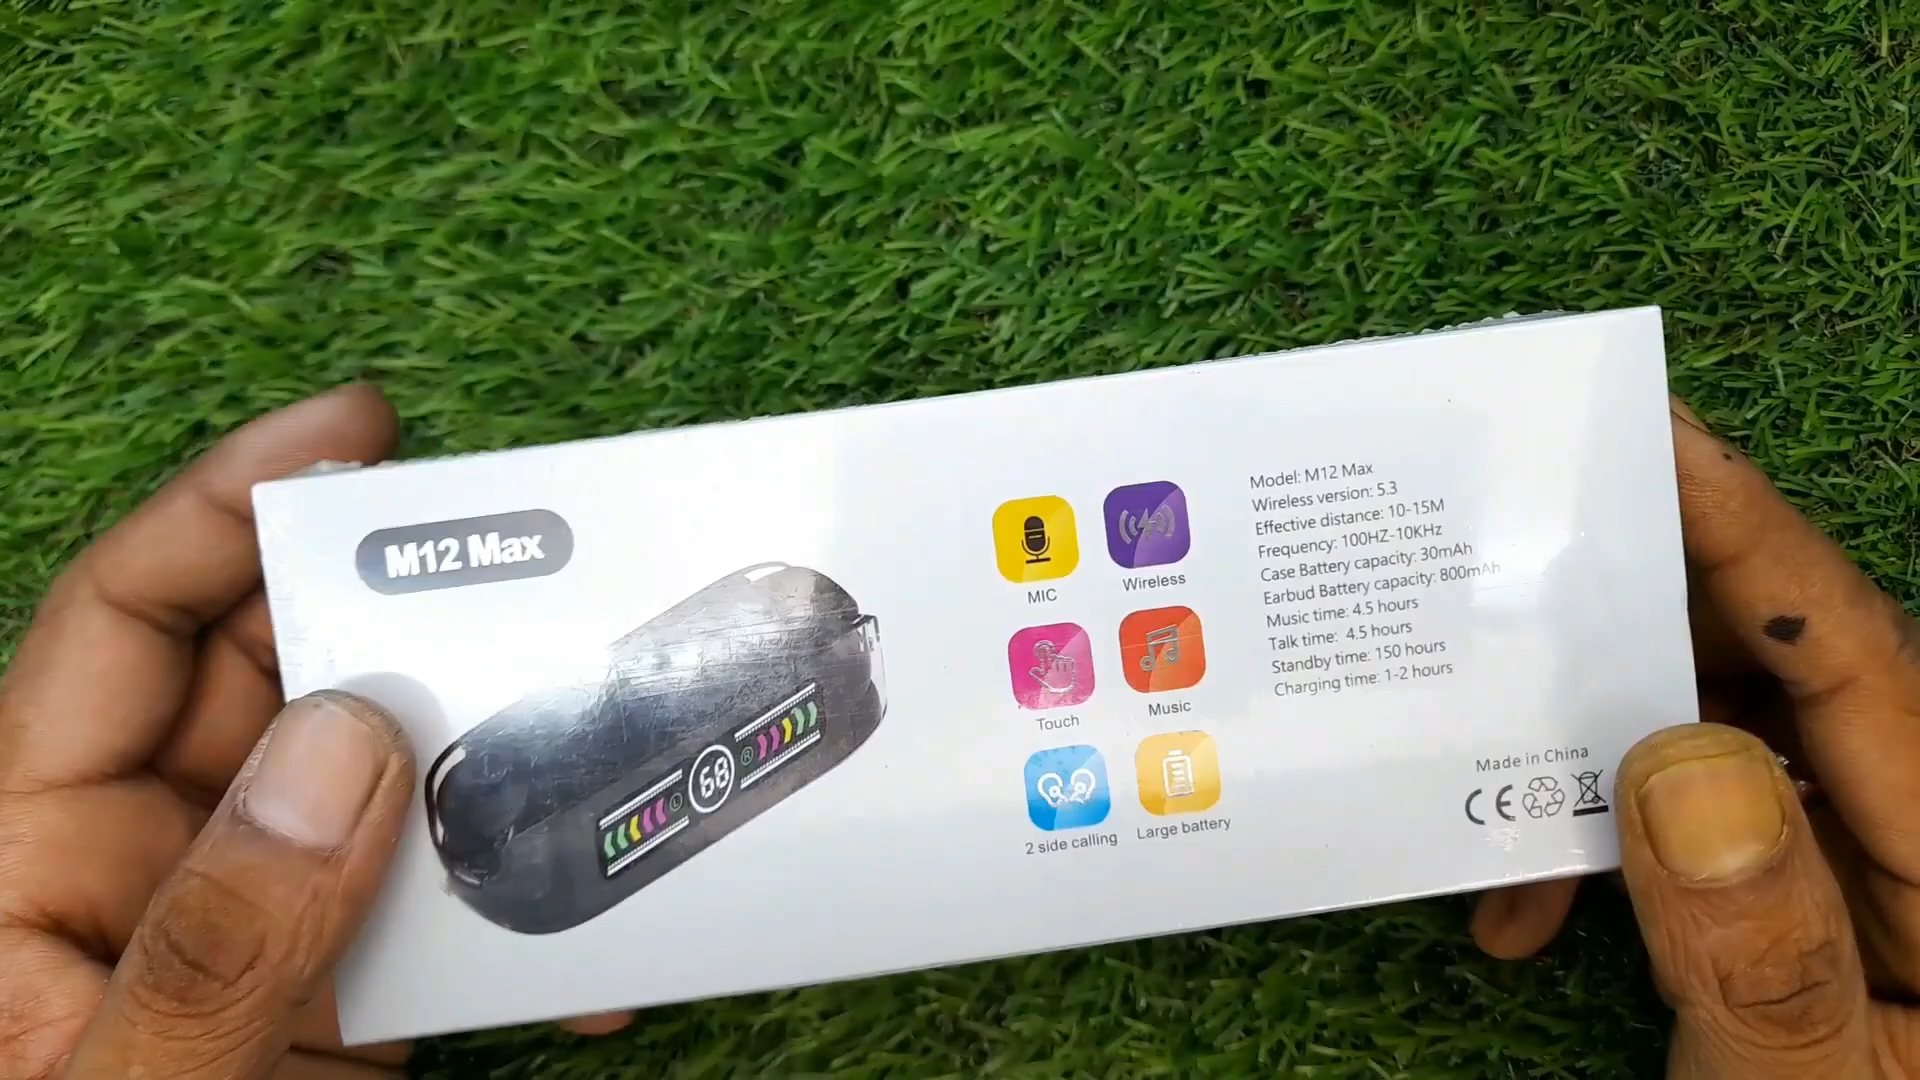 M12 Max
68
L
R
MIC
Wireless
Touch
Music
2 side calling
Large battery
Model: M12 Max
Wireless version: 5.3
Effective distance: 10-15M
Frequency: 100HZ-10KHz
Case Battery capacity: 30mAh
Earbud Battery capacity: 800mAh
Music time: 4.5 hours
Talk time: 4.5 hours
Standby time: 150 hours
Charging time: 1-2 hours
Made in China
CE